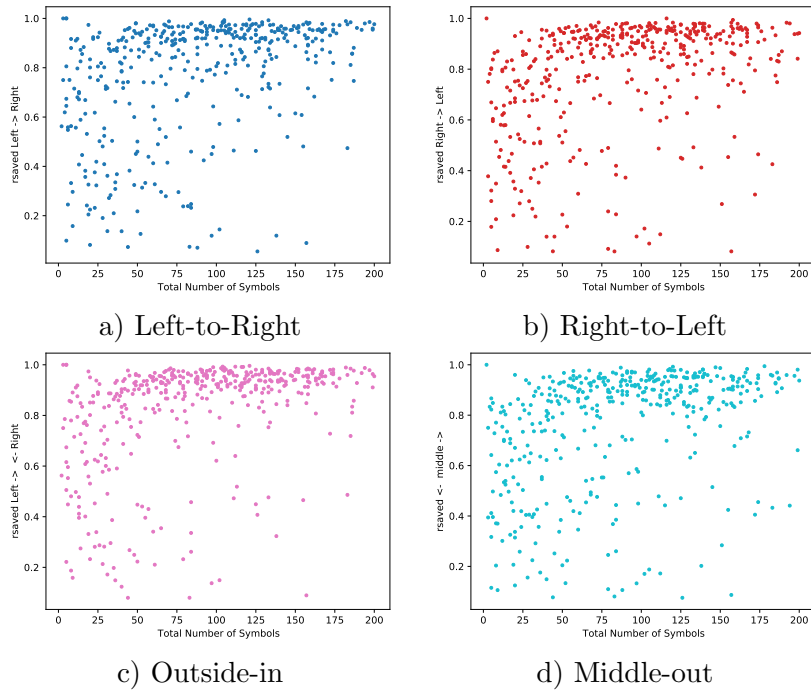 1.0
0.8
0.6
0.4
0.2
rsaved Left -> Right
0 25 50 75 100 125 150 175 200
Total Number of Symbols
a) Left-to-Right
1.0
0.8
0.6
0.4
0.2
rsaved Right -> Left
0 25 50 75 100 125 150 175 200
Total Number of Symbols
b) Right-to-Left
1.0
0.8
0.6
0.4
0.2
rsaved Left -> <- Right
0 25 50 75 100 125 150 175 200
Total Number of Symbols
c) Outside-in
1.0
0.8
0.6
0.4
0.2
rsaved <- middle ->
0 25 50 75 100 125 150 175 200
Total Number of Symbols
d) Middle-out